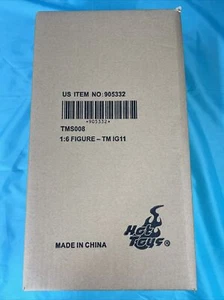 US ITEM NO: 905332
*905332*
TMS008
1:6 FIGURE – TM IG11
Hot
Toys®
MADE IN CHINA